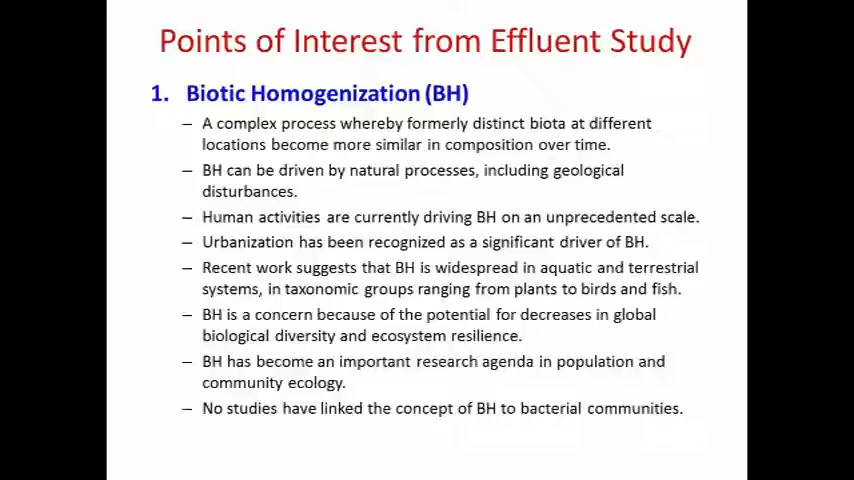 Points of Interest from Effluent Study
1. Biotic Homogenization (BH)
– A complex process whereby formerly distinct biota at different
locations become more similar in composition over time.
– BH can be driven by natural processes, including geological
disturbances.
– Human activities are currently driving BH on an unprecedented scale.
– Urbanization has been recognized as a significant driver of BH.
– Recent work suggests that BH is widespread in aquatic and terrestrial
systems, in taxonomic groups ranging from plants to birds and fish.
– BH is a concern because of the potential for decreases in global
biological diversity and ecosystem resilience.
– BH has become an important research agenda in population and
community ecology.
– No studies have linked the concept of BH to bacterial communities.